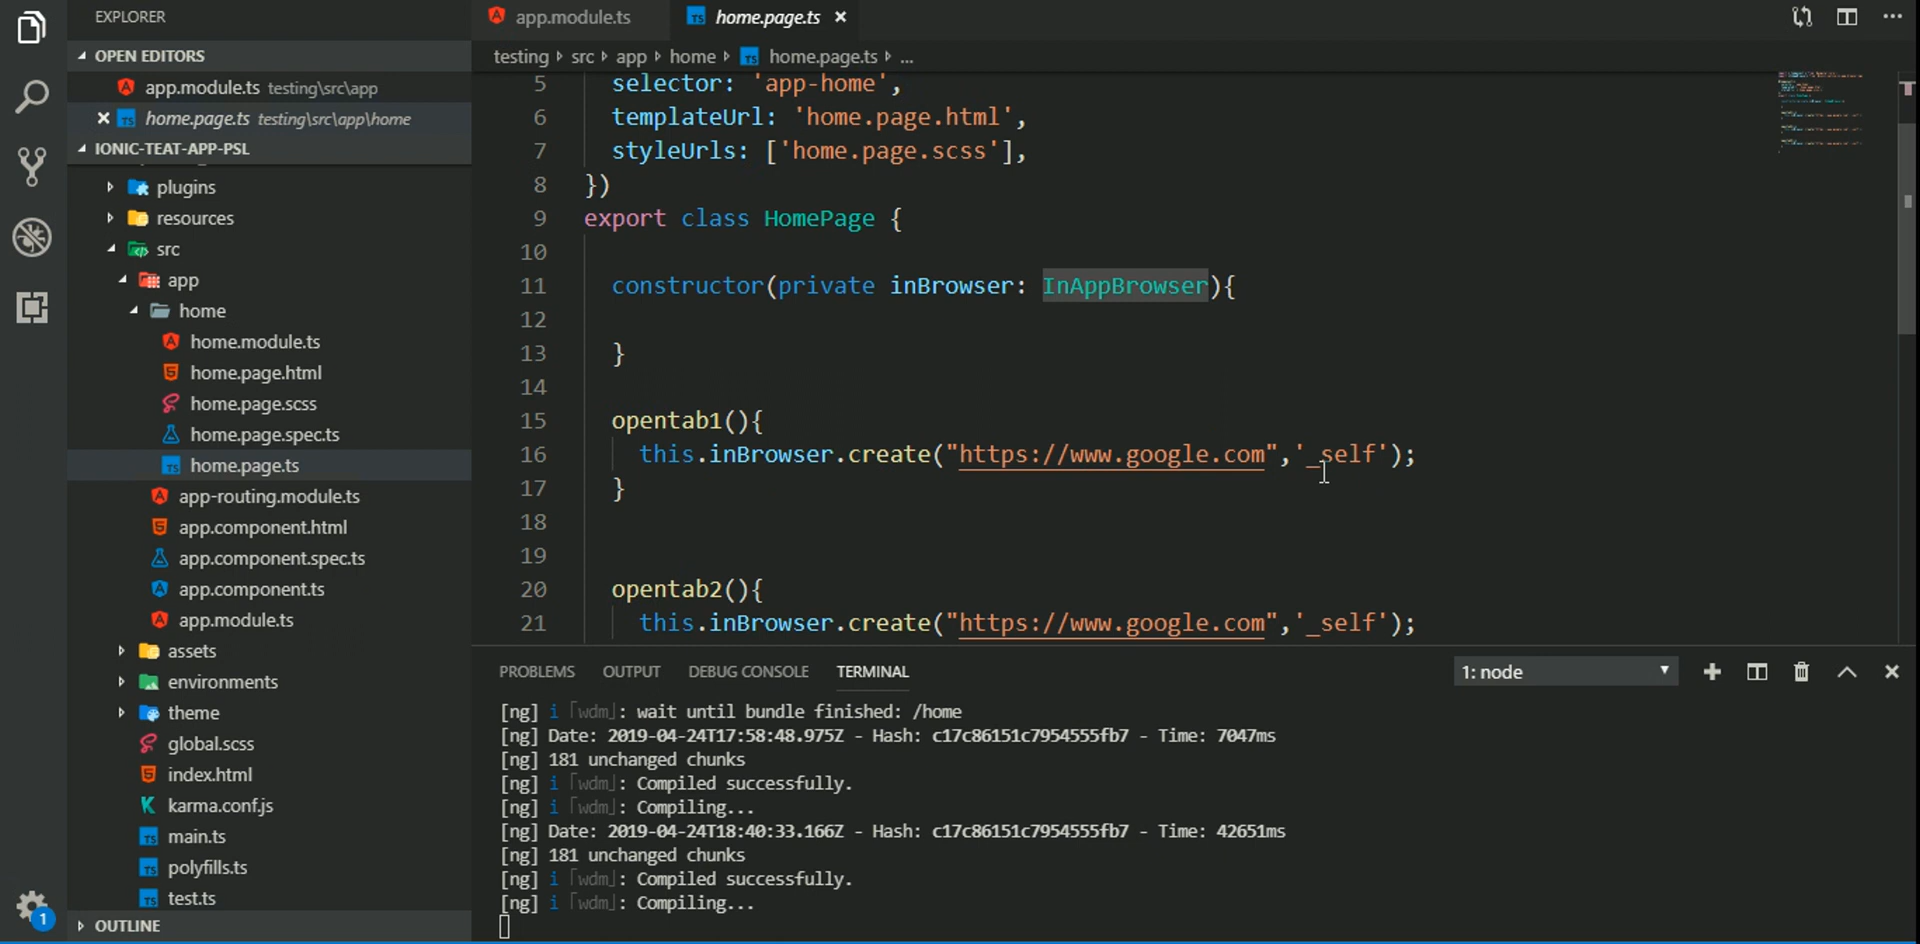 EXPLORER
OPEN EDITORS
app.module.ts testing\src\app
home.page.ts testing\src\app\home
IONIC-TEAT-APP-PSL
plugins
resources
src
app
home
home.module.ts
home.page.html
home.page.scss
home.page.spec.ts
home.page.ts
app-routing.module.ts
app.component.html
app.component.spec.ts
app.component.ts
app.module.ts
assets
environments
theme
global.scss
index.html
karma.conf.js
main.ts
polyfills.ts
test.ts
OUTLINE
1
app.module.ts
home.page.ts
testing src app home home.page.ts ...
5 selector: 'app-home',
6 templateUrl: 'home.page.html',
7 styleUrls: ['home.page.scss'],
8 })
9 export class HomePage {
10
11 constructor(private inBrowser: InAppBrowser){
12
13 }
14
15 opentab1(){
16 this.inBrowser.create("https://www.google.com",'_self');
17 }
18
19
20 opentab2(){
21 this.inBrowser.create("https://www.google.com",'_self');
PROBLEMS OUTPUT DEBUG CONSOLE TERMINAL 1: node
[ng] i ｢wdm｣: wait until bundle finished: /home
[ng] Date: 2019-04-24T17:58:48.975Z - Hash: c17c86151c7954555fb7 - Time: 7047ms
[ng] 181 unchanged chunks
[ng] i ｢wdm｣: Compiled successfully.
[ng] i ｢wdm｣: Compiling...
[ng] Date: 2019-04-24T18:40:33.166Z - Hash: c17c86151c7954555fb7 - Time: 42651ms
[ng] 181 unchanged chunks
[ng] i ｢wdm｣: Compiled successfully.
[ng] i ｢wdm｣: Compiling...